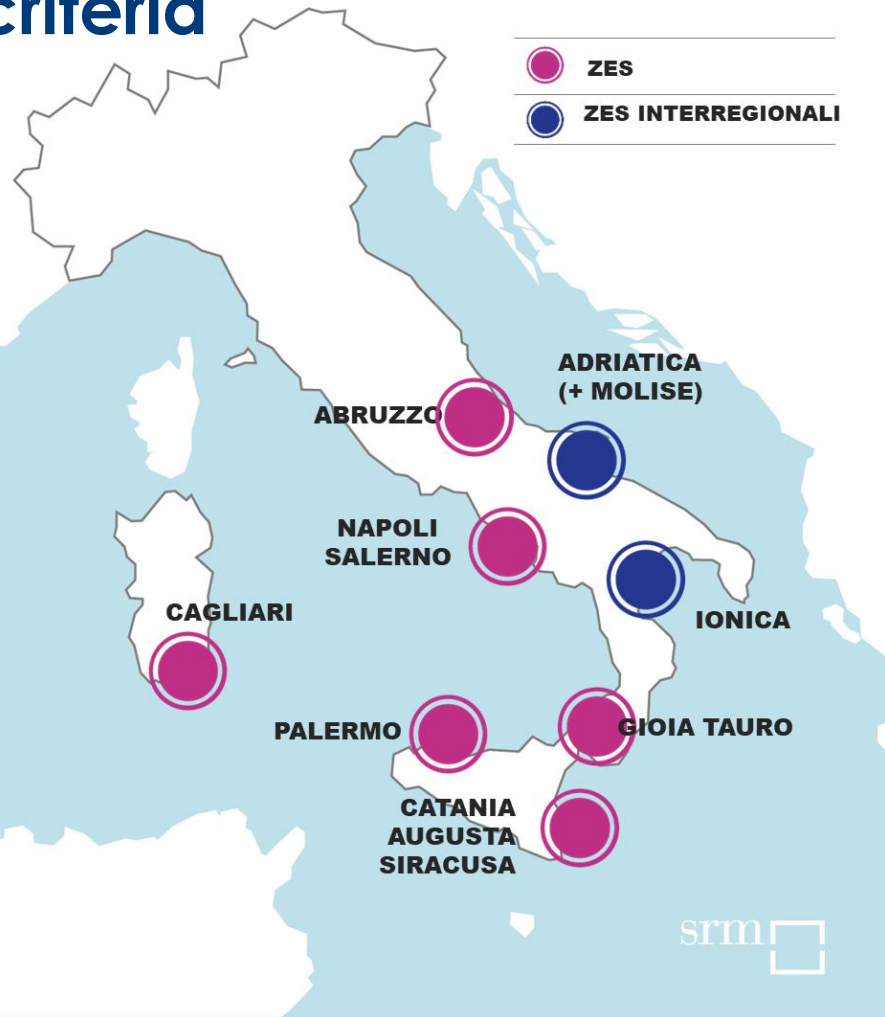 criteria
ZES
ZES INTERREGIONALI
ADRIATICA
(+ MOLISE)
ABRUZZO
NAPOLI
SALERNO
CAGLIARI
IONICA
PALERMO
GIOIA TAURO
CATANIA
AUGUSTA
SIRACUSA
srm